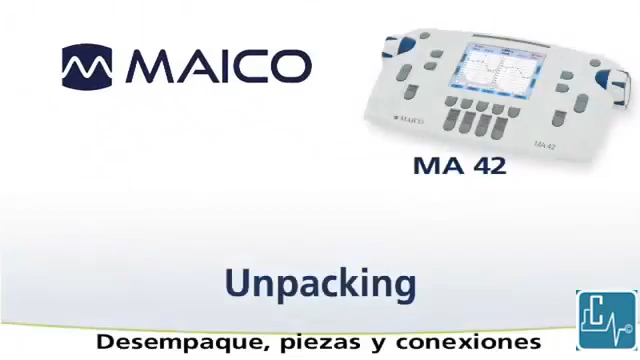 MAICO
MAICO
MA 42
MA 42
Unpacking
C
Desempaque, piezas y conexiones